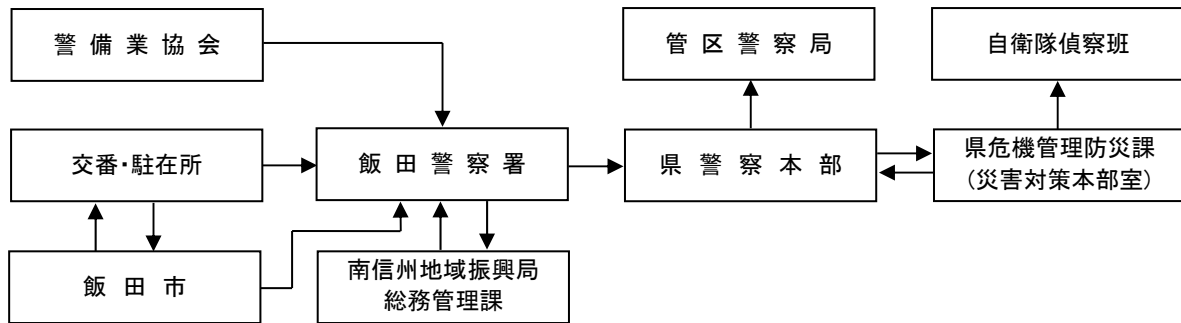 警備業協会
管区警察局
自衛隊偵察班
交番・駐在所
飯田警察署
県警察本部
県危機管理防災課
(災害対策本部室)
飯田市
南信州地域振興局
総務管理課